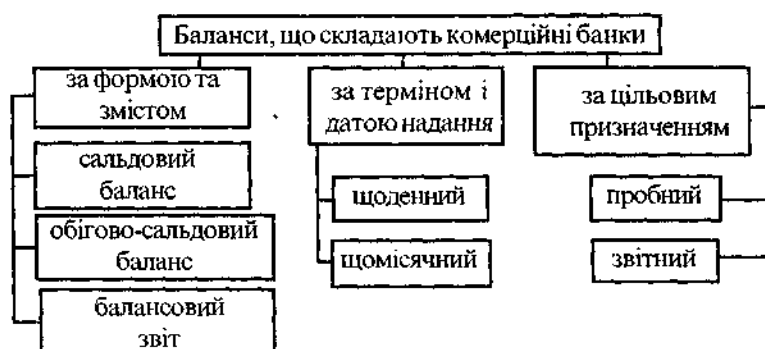 Баланси, що складають комерційні банки
за формою та
змістом
сальдовий
баланс
обігово-сальдовий
баланс
балансовий
звіт
за терміном і
датою надання
щоденний
щомісячний
за цільовим
призначенням
пробний
звітний